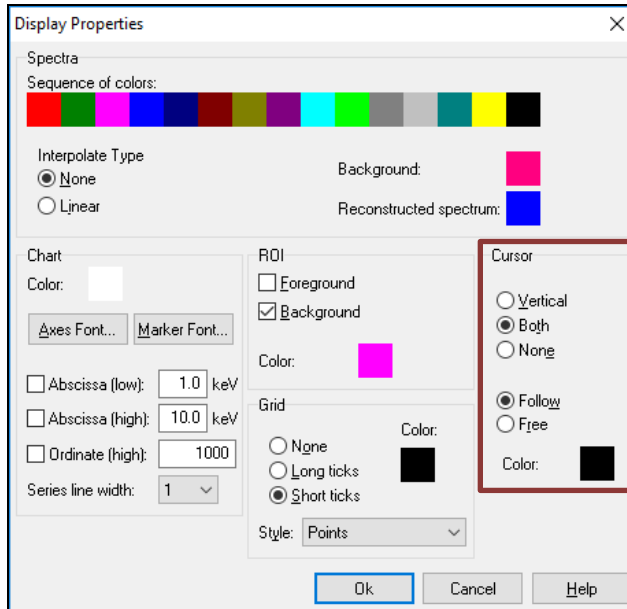 Display Properties
Spectra
Sequence of colors:
Interpolate Type
None
Linear
Background:
Reconstructed spectrum:
Chart
Color:
Axes Font... Marker Font...
Abscissa (low): 1.0 keV
Abscissa (high): 10.0 keV
Ordinate (high): 1000
Series line width: 1
ROI
Foreground
Background
Color:
Grid
None
Long ticks
Short ticks
Color:
Style: Points
Cursor
Vertical
Both
None
Follow
Free
Color:
Ok Cancel Help